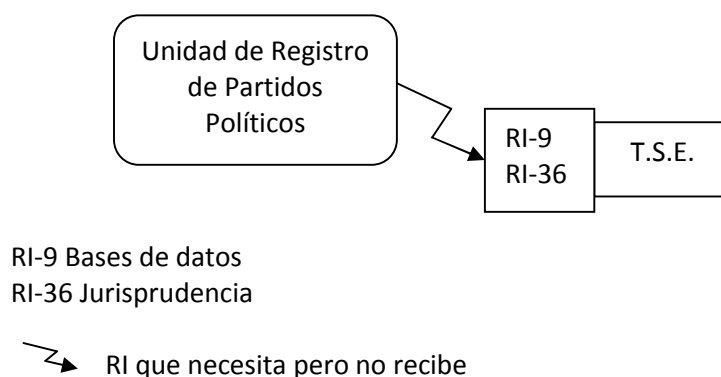 Unidad de Registro
de Partidos
Políticos
RI-9
RI-36
T.S.E.
RI-9 Bases de datos
RI-36 Jurisprudencia
RI que necesita pero no recibe